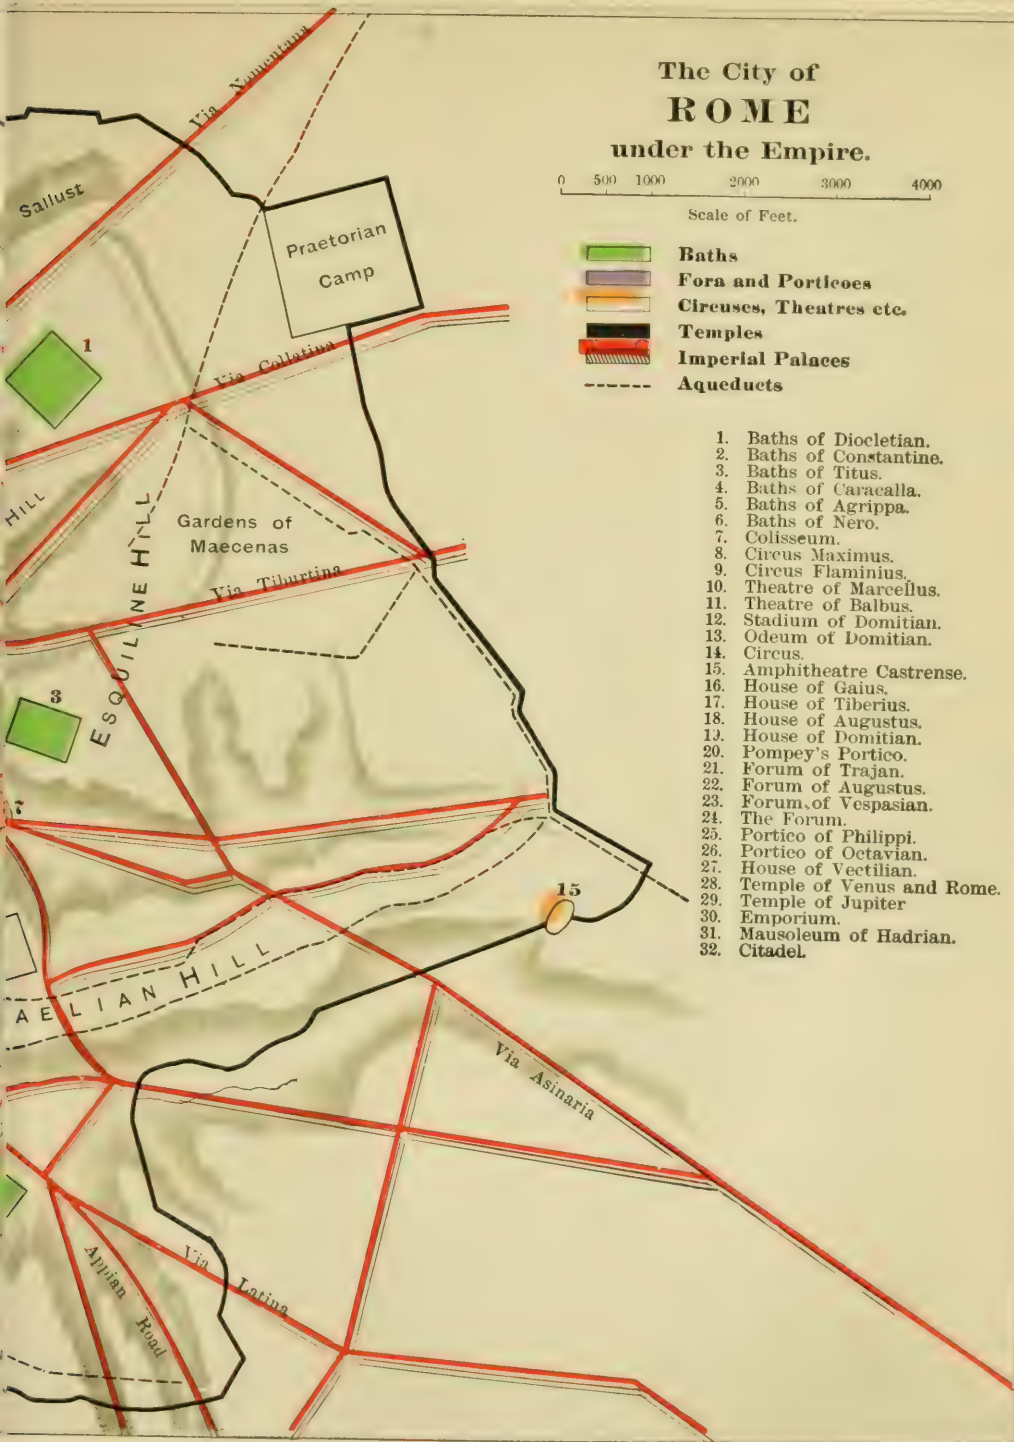 The City of
ROME
under the Empire.
0 500 1000 2000 3000 4000
Scale of Feet.
Baths
Fora and Porticoes
Circuses, Theatres etc.
Temples
Imperial Palaces
Aqueducts
1. Baths of Diocletian.
2. Baths of Constantine.
3. Baths of Titus.
4. Baths of Caracalla.
5. Baths of Agrippa.
6. Baths of Nero.
7. Colisseum.
8. Circus Maximus.
9. Circus Flaminius.
10. Theatre of Marcellus.
11. Theatre of Balbus.
12. Stadium of Domitian.
13. Odeum of Domitian.
14. Circus.
15. Amphitheatre Castrense.
16. House of Gaius.
17. House of Tiberius.
18. House of Augustus.
19. House of Domitian.
20. Pompey's Portico.
21. Forum of Trajan.
22. Forum of Augustus.
23. Forum of Vespasian.
24. The Forum.
25. Portico of Philippi.
26. Portico of Octavian.
27. House of Vectilian.
28. Temple of Venus and Rome.
29. Temple of Jupiter
30. Emporium.
31. Mausoleum of Hadrian.
32. Citadel.
Via Nomentana
Sallust
Praetorian
Camp
1
Via Collatina
HILL
Gardens of
Maecenas
ESQUILINE HILL
Via Tiburtina
3
7
15
AELIAN HILL
Via Asinaria
Appian Road
Via Latina